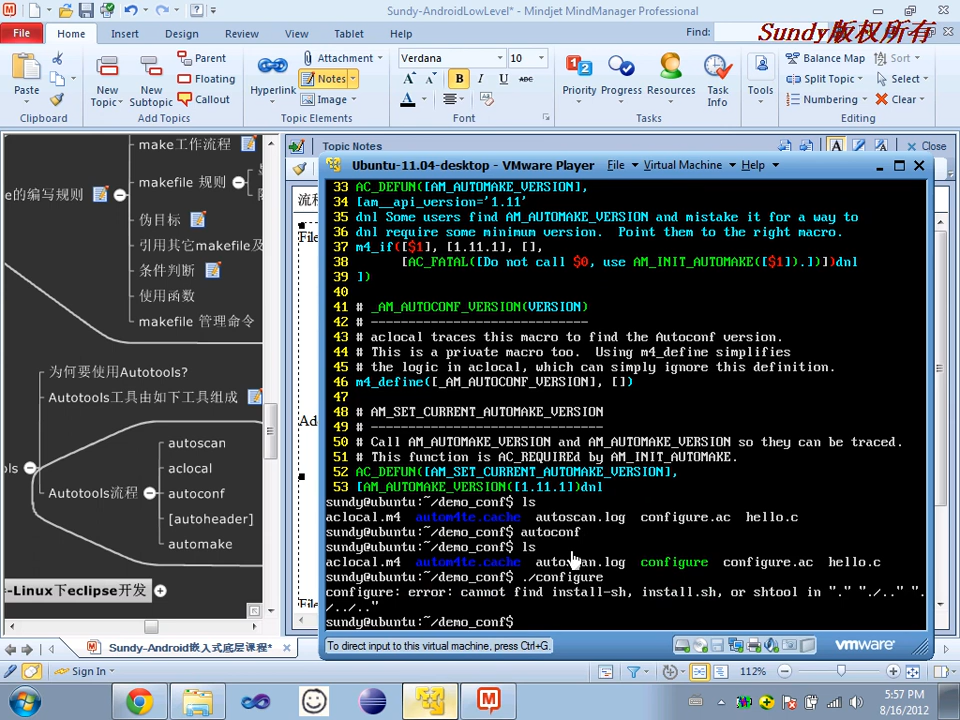 Sundy-AndroidLowLevel* - Mindjet MindManager Professional
Sundy版权所有
File Home Insert Design Review View Tools Help Find:
Paste
Clipboard
New Topic
New Subtopic
Parent
Floating
Callout
Add Topics
Hyperlink
Attachment
Notes
Image
Topic Elements
Verdana 10
B I U abc
A A
A
Font
Priority
Progress
Resources
Task Info
Tasks
Tools
Balance Map
Split Topic
Numbering
Sort
Select
Clear
Editing
make工作流程
e的编写规则
makefile 规则
伪目标
引用其它makefile及
条件判断
使用函数
makefile 管理命令
为何要使用Autotools?
Autotools工具由如下工具组成
ols
Autotools流程
autoscan
aclocal
autoconf
[autoheader]
automake
-Linux下eclipse开发
Topic Notes
Close
流程
File
Add
File
Ubuntu-11.04-desktop - VMware Player File Virtual Machine Help
33 AC_DEFUN([AM_AUTOMAKE_VERSION],
34 [am__api_version='1.11'
35 dnl Some users find AM_AUTOMAKE_VERSION and mistake it for a way to
36 dnl require some minimum version.  Point them to the right macro.
37 m4_if([$1], [1.11.1], [],
38       [AC_FATAL([Do not call $0, use AM_INIT_AUTOMAKE([$1]).])])dnl
39 ])
40
41 # _AM_AUTOCONF_VERSION(VERSION)
42 # -----------------------------
43 # aclocal traces this macro to find the Autoconf version.
44 # This is a private macro too.  Using m4_define simplifies
45 # the logic in aclocal, which can simply ignore this definition.
46 m4_define([_AM_AUTOCONF_VERSION], [])
47
48 # AM_SET_CURRENT_AUTOMAKE_VERSION
49 # -------------------------------
50 # Call AM_AUTOMAKE_VERSION and AM_AUTOMAKE_VERSION so they can be traced.
51 # This function is AC_REQUIREd by AM_INIT_AUTOMAKE.
52 AC_DEFUN([AM_SET_CURRENT_AUTOMAKE_VERSION],
53 [AM_AUTOMAKE_VERSION([1.11.1])dnl
sundy@ubuntu:~/demo_conf$ ls
aclocal.m4  autom4te.cache  autoscan.log  configure.ac  hello.c
sundy@ubuntu:~/demo_conf$ autoconf
sundy@ubuntu:~/demo_conf$ ls
aclocal.m4  autom4te.cache  autoscan.log  configure  configure.ac  hello.c
sundy@ubuntu:~/demo_conf$ ./configure
configure: error: cannot find install-sh, install.sh, or shtool in "." "./.." ".
/../.."
sundy@ubuntu:~/demo_conf$
To direct input to this virtual machine, press Ctrl+G.
vmware
Sundy-Android嵌入式底层课程*
Sign In
112%
5:57 PM
8/16/2012